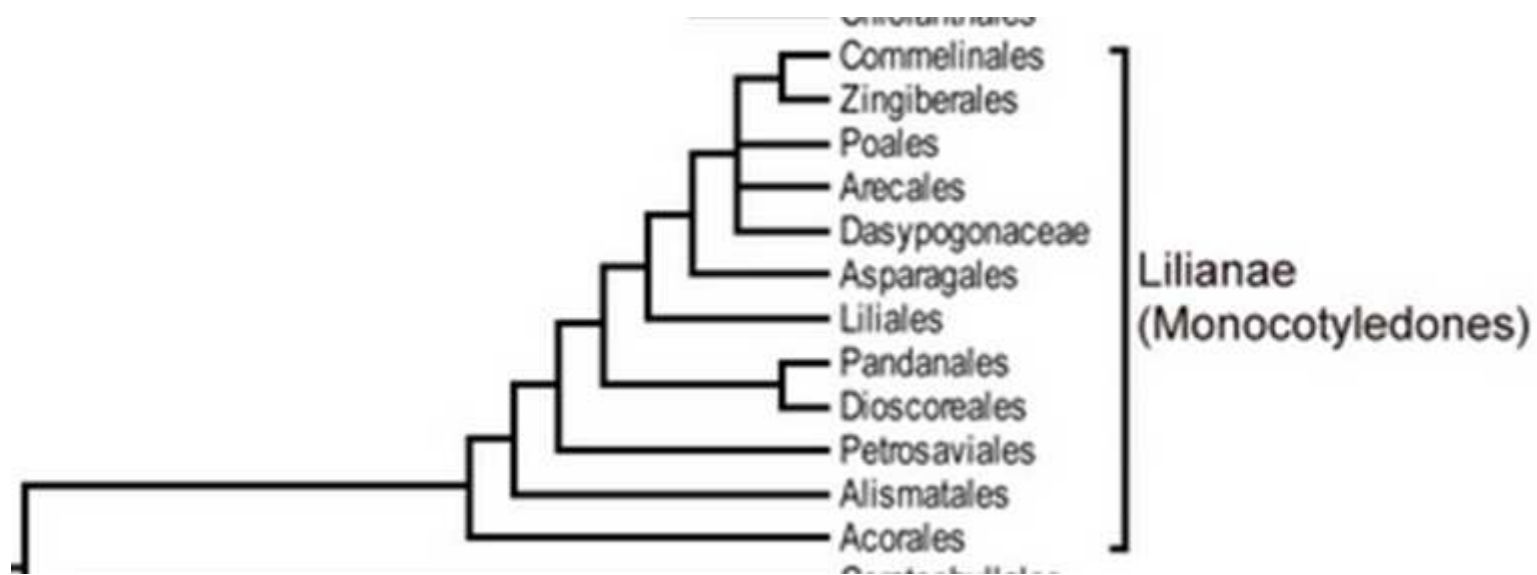 Commelinales
Zingiberales
Poales
Arecales
Dasypogonaceae
Asparagales
Liliales
Pandanales
Dioscoreales
Petrosaviales
Alismatales
Acorales
Lilianae
(Monocotyledones)